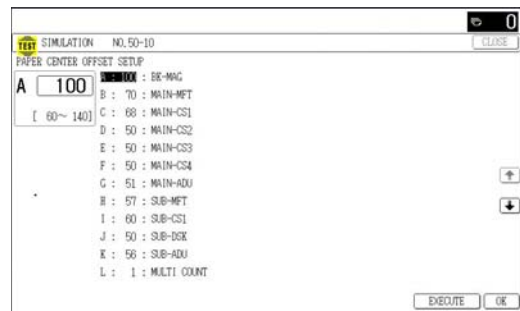 0
TEST SIMULATION NO.50-10 CLOSE
PAPER CENTER OFFSET SETUP
A 100
[ 60~ 140]
A : 100 : BK-MAG
B : 70 : MAIN-MFT
C : 68 : MAIN-CS1
D : 50 : MAIN-CS2
E : 50 : MAIN-CS3
F : 50 : MAIN-CS4
G : 51 : MAIN-ADU
H : 57 : SUB-MFT
I : 60 : SUB-CS1
J : 50 : SUB-DSK
K : 56 : SUB-ADU
L : 1 : MULTI COUNT
EXECUTE OK